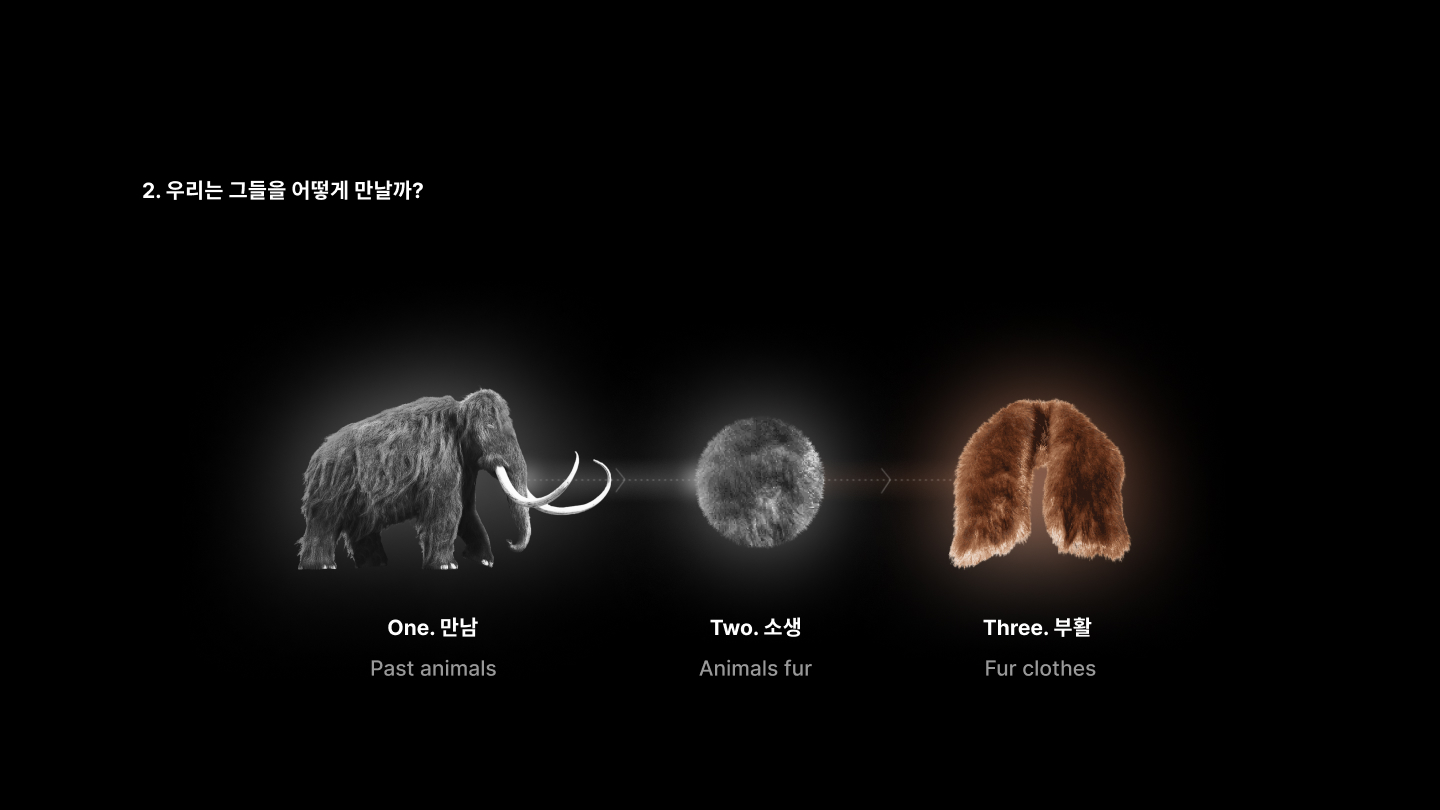 2. 우리는 그들을 어떻게 만날까?
One. 만남
Past animals
Two. 소생
Animals fur
Three. 부활
Fur clothes